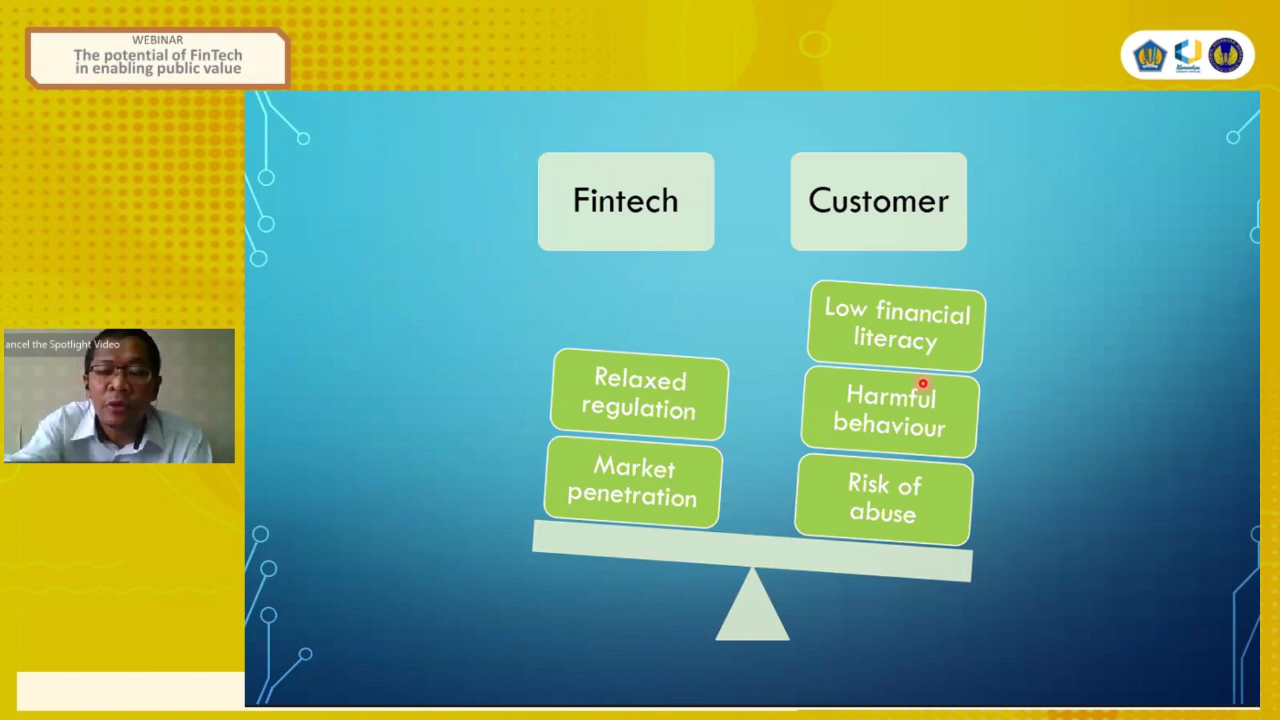 WEBINAR
The potential of FinTech
in enabling public value
Fintech
Customer
Low financial
literacy
Relaxed
regulation
Harmful
behaviour
Market
penetration
Risk of
abuse
ancel the Spotlight Video